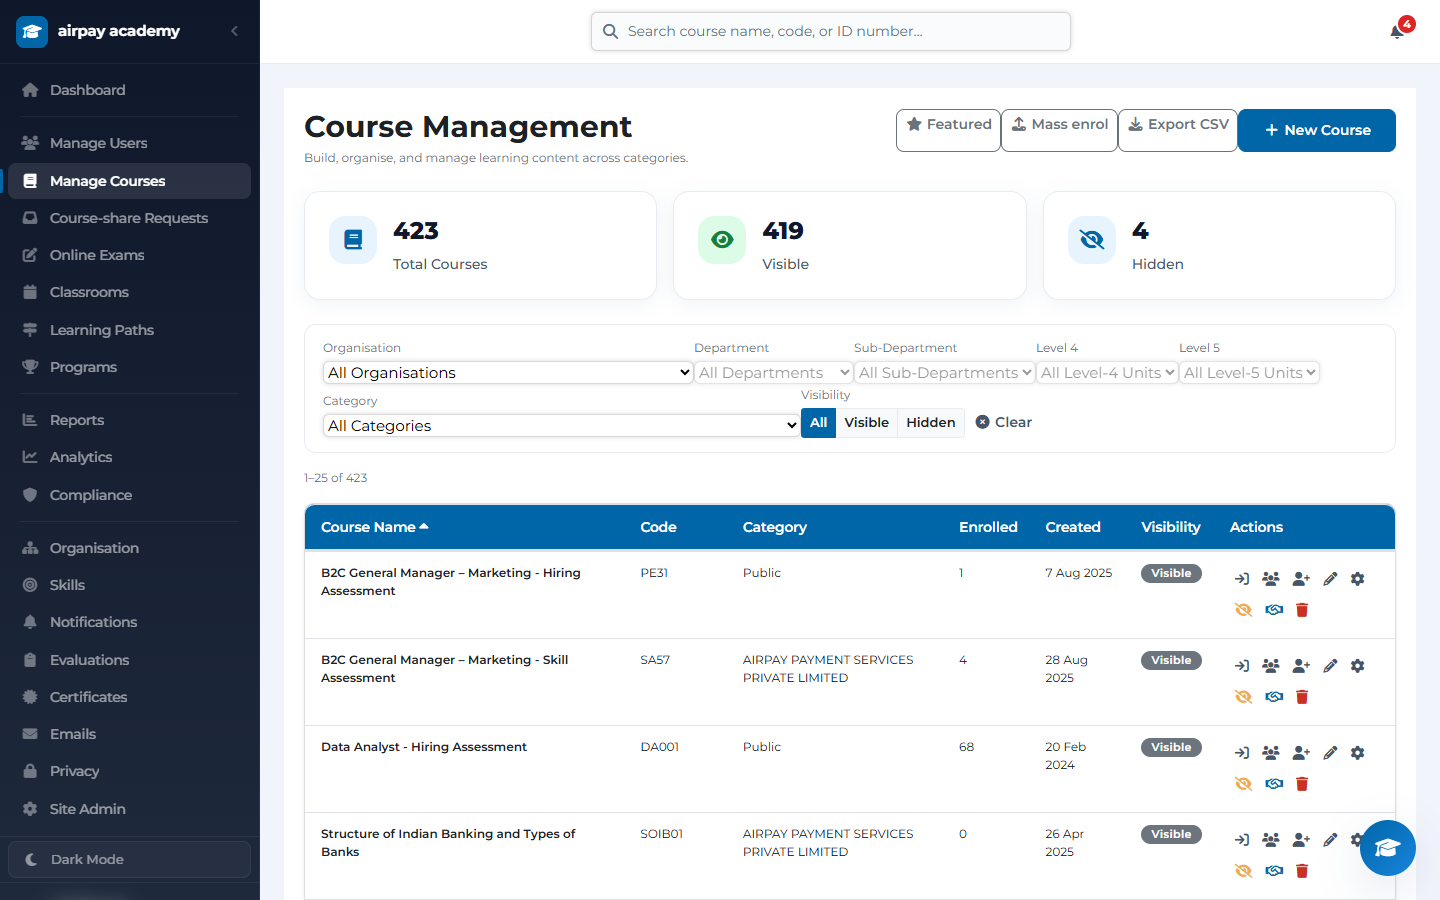 airpay academy
Search course name, code, or ID number...
4
Dashboard
Manage Users
Manage Courses
Course-share Requests
Online Exams
Classrooms
Learning Paths
Programs
Reports
Analytics
Compliance
Organisation
Skills
Notifications
Evaluations
Certificates
Emails
Privacy
Site Admin
Dark Mode
Course Management
Build, organise, and manage learning content across categories.
Featured
Mass enrol
Export CSV
+ New Course
423
Total Courses
419
Visible
4
Hidden
Organisation Department Sub-Department Level 4 Level 5
All Organisations All Departments All Sub-Departments All Level-4 Units All Level-5 Units
Category Visibility
All Categories All Visible Hidden Clear
1–25 of 423
Course Name Code Category Enrolled Created Visibility Actions
B2C General Manager – Marketing - Hiring Assessment PE31 Public 1 7 Aug 2025 Visible
B2C General Manager – Marketing - Skill Assessment SA57 AIRPAY PAYMENT SERVICES PRIVATE LIMITED 4 28 Aug 2025 Visible
Data Analyst - Hiring Assessment DA001 Public 68 20 Feb 2024 Visible
Structure of Indian Banking and Types of Banks SOIB01 AIRPAY PAYMENT SERVICES PRIVATE LIMITED 0 26 Apr 2025 Visible